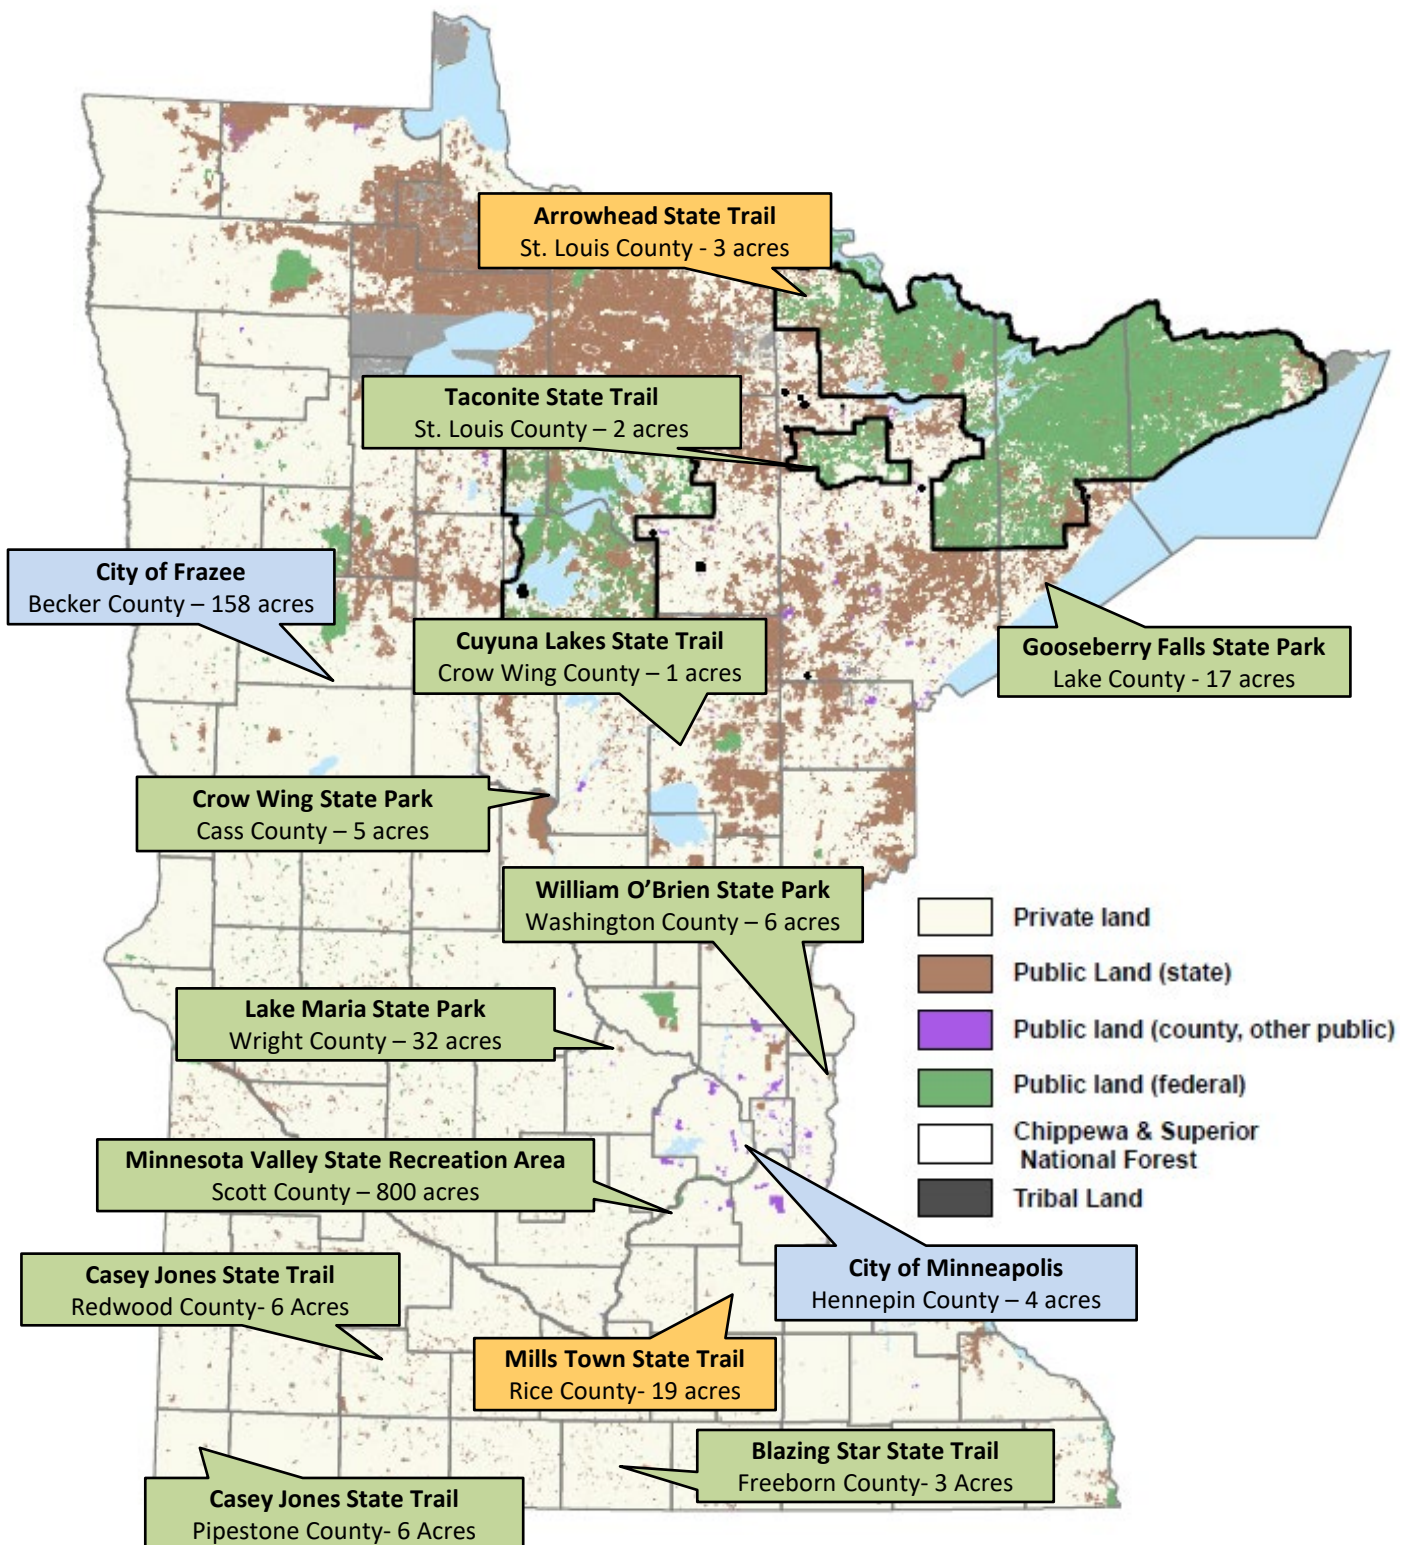 Arrowhead State Trail
St. Louis County - 3 acres
Taconite State Trail
St. Louis County – 2 acres
City of Frazee
Becker County – 158 acres
Cuyuna Lakes State Trail
Crow Wing County – 1 acres
Gooseberry Falls State Park
Lake County - 17 acres
Crow Wing State Park
Cass County – 5 acres
William O’Brien State Park
Washington County – 6 acres
Lake Maria State Park
Wright County – 32 acres
Minnesota Valley State Recreation Area
Scott County – 800 acres
Casey Jones State Trail
Redwood County- 6 Acres
City of Minneapolis
Hennepin County – 4 acres
Mills Town State Trail
Rice County- 19 acres
Blazing Star State Trail
Freeborn County- 3 Acres
Casey Jones State Trail
Pipestone County- 6 Acres
Private land
Public Land (state)
Public land (county, other public)
Public land (federal)
Chippewa & Superior
National Forest
Tribal Land